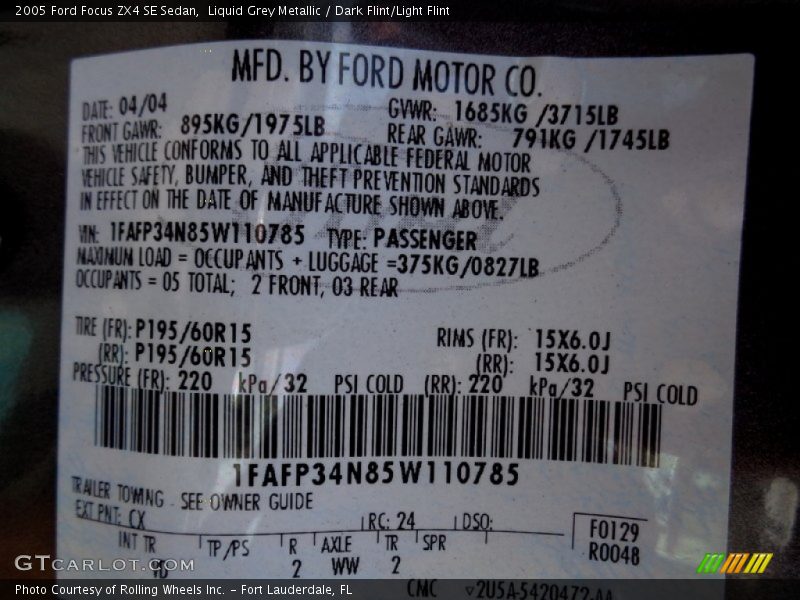 2005 Ford Focus ZX4 SE Sedan,  Liquid Grey Metallic / Dark Flint/Light Flint
MFD. BY FORD MOTOR CO.
DATE: 04/04 GVWR: 1685KG /3715LB
FRONT GAWR: 895KG/1975LB REAR GAWR: 791KG /1745LB
THIS VEHICLE CONFORMS TO ALL APPLICABLE FEDERAL MOTOR
VEHICLE SAFETY, BUMPER, AND THEFT PREVENTION STANDARDS
IN EFFECT ON THE DATE OF MANUFACTURE SHOWN ABOVE.
VIN: 1FAFP34N85W110785 TYPE: PASSENGER
MAXIMUM LOAD = OCCUPANTS + LUGGAGE =375KG/0827LB
OCCUPANTS = 05 TOTAL; 2 FRONT, 03 REAR
TIRE (FR): P195/60R15 RIMS (FR): 15X6.0J
(RR): P195/60R15 (RR): 15X6.0J
PRESSURE (FR): 220 kPa/32 PSI COLD (RR): 220 kPa/32 PSI COLD
1FAFP34N85W110785
TRAILER TOWING - SEE OWNER GUIDE
EXT PNT: CX RC: 24 DSO: F0129
INT TR TP/PS R AXLE TR SPR R0048
YD 2 WW 2
GTcarlot.com
CMC 2U5A-5420472-AA
Photo Courtesy of Rolling Wheels Inc. – Fort Lauderdale, FL